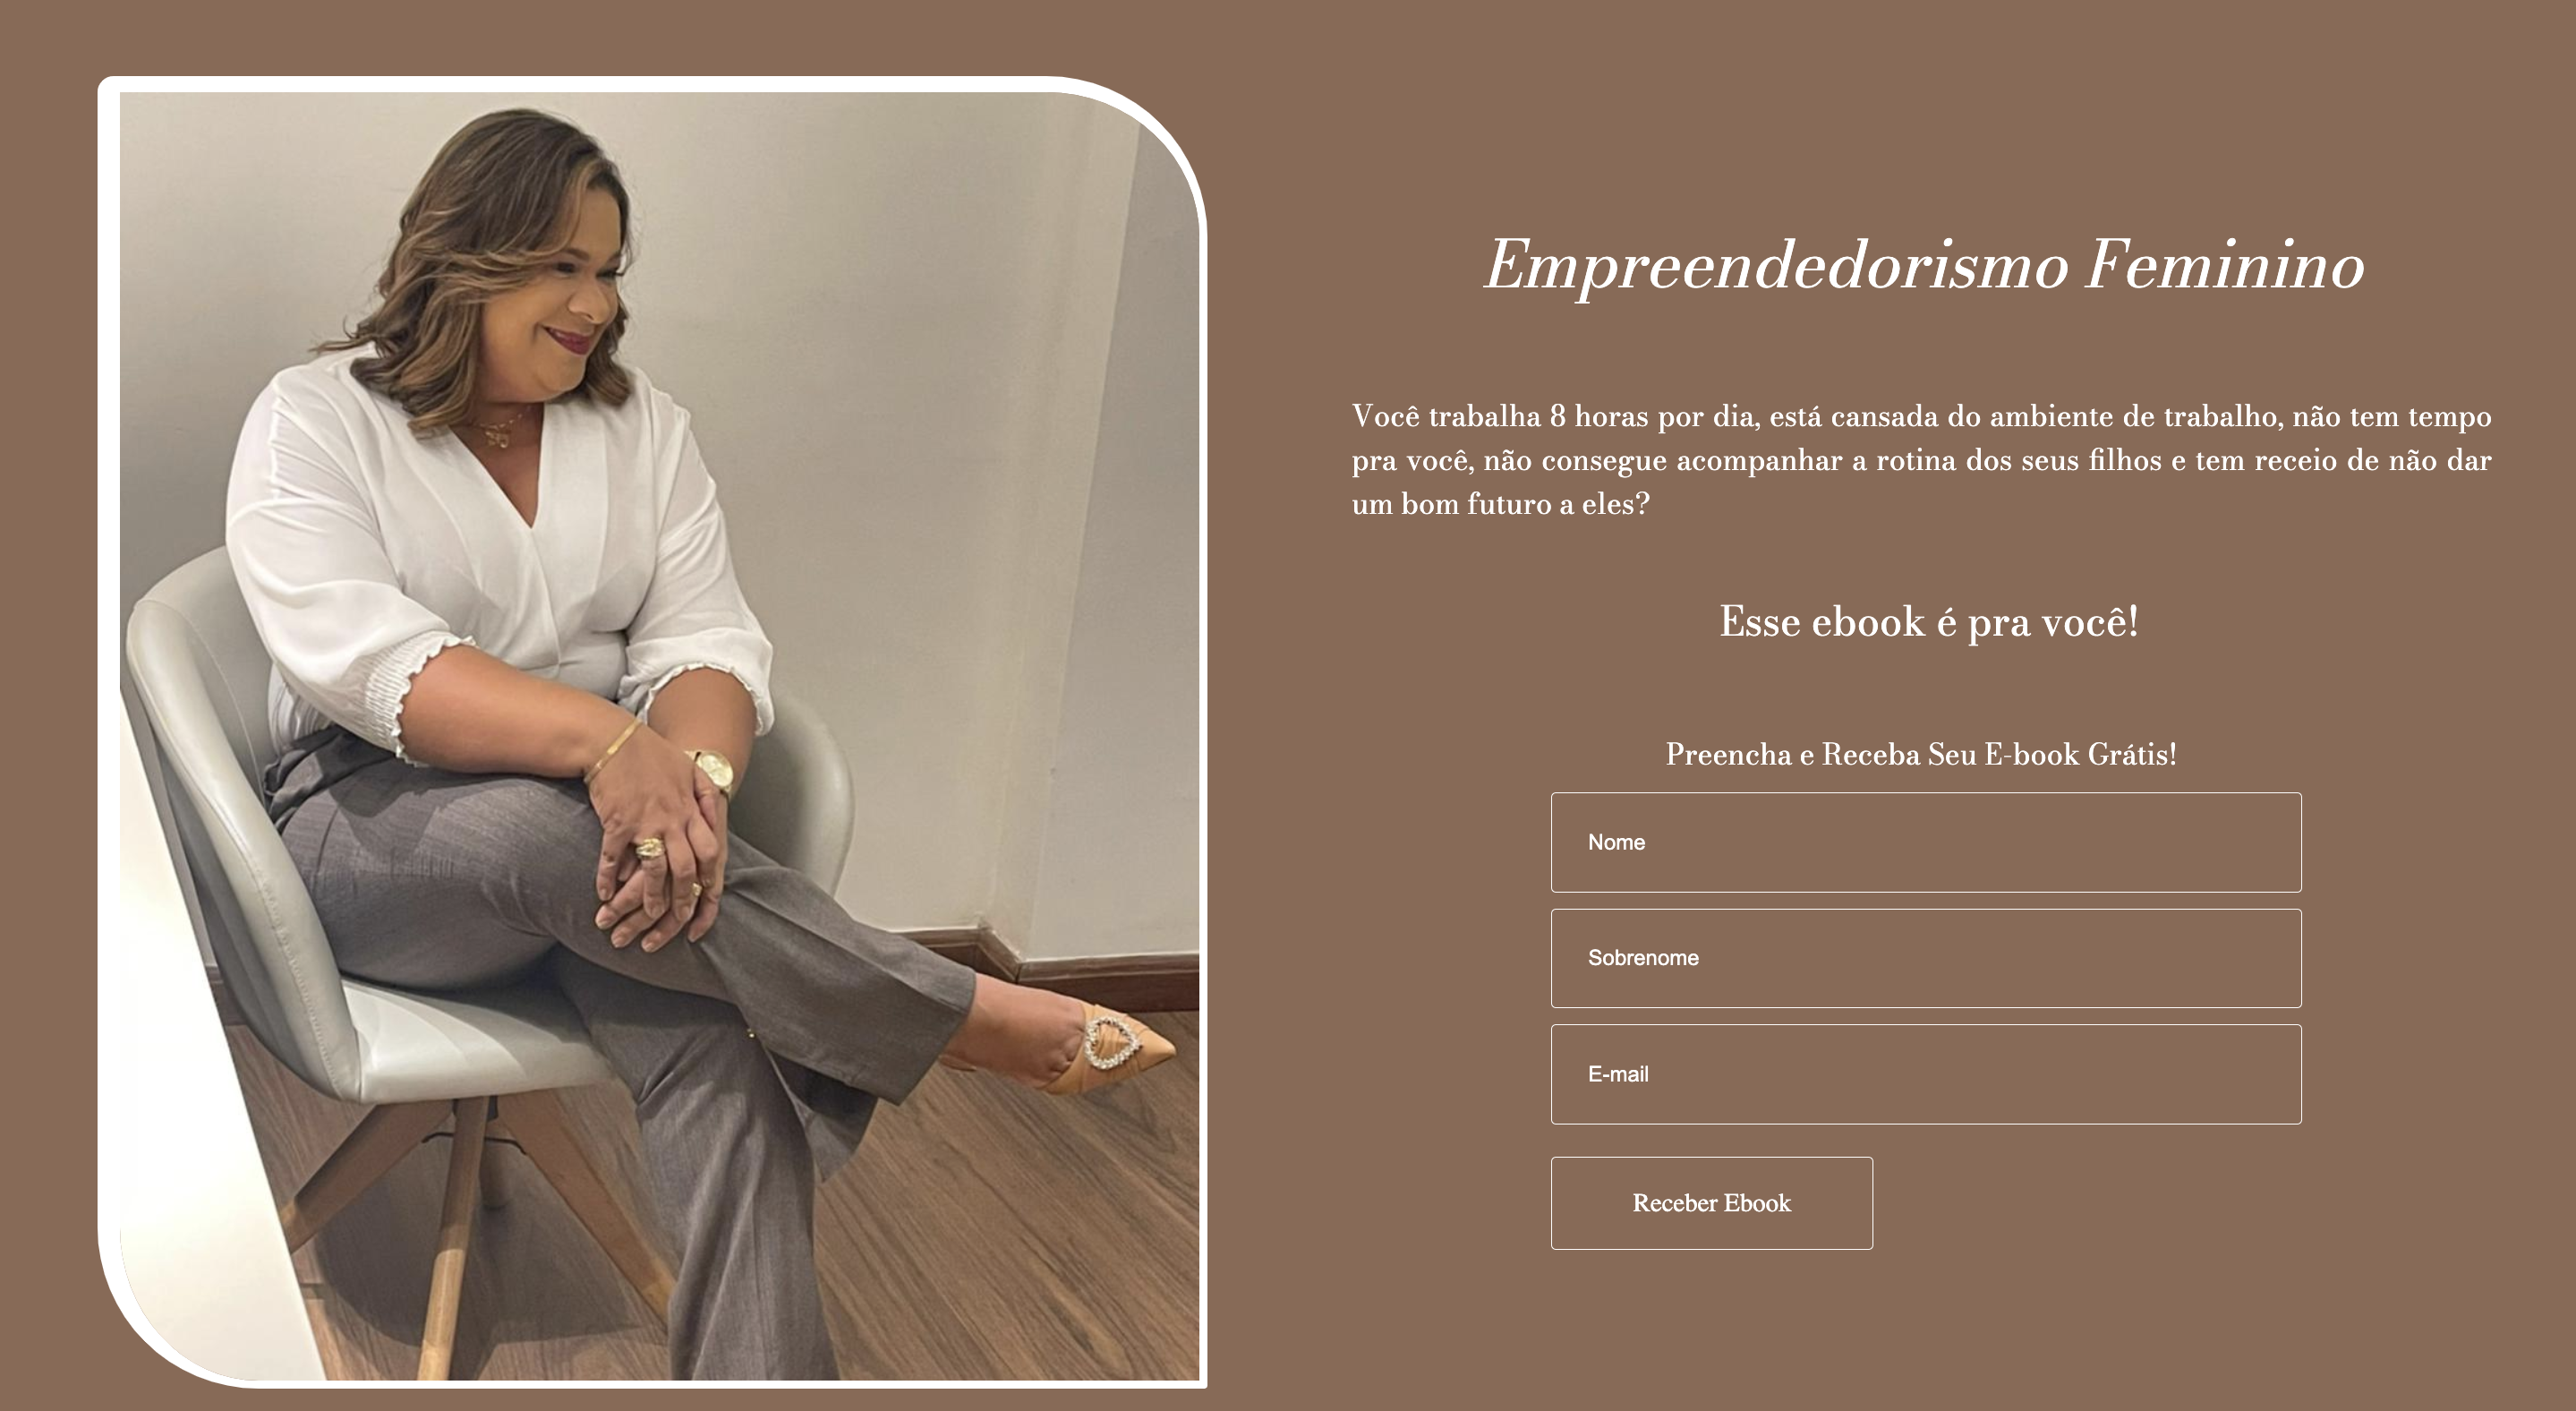 Empreendedorismo Feminino
Você trabalha 8 horas por dia, está cansada do ambiente de trabalho, não tem tempo
pra você, não consegue acompanhar a rotina dos seus filhos e tem receio de não dar
um bom futuro a eles?
Esse ebook é pra você!
Preencha e Receba Seu E-book Grátis!
Nome
Sobrenome
E-mail
Receber Ebook